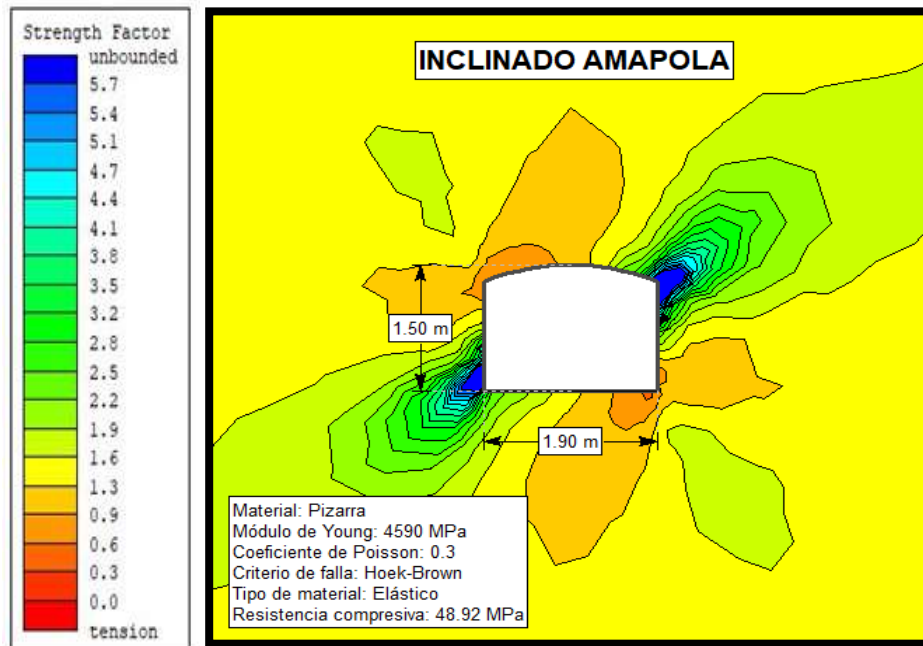 Strength Factor
unbounded
5.7
5.4
5.1
4.7
4.4
4.1
3.8
3.5
3.2
2.8
2.5
2.2
1.9
1.6
1.3
0.9
0.6
0.3
0.0
tension
INCLINADO AMAPOLA
1.50 m
1.90 m
Material: Pizarra
Módulo de Young: 4590 MPa
Coeficiente de Poisson: 0.3
Criterio de falla: Hoek-Brown
Tipo de material: Elástico
Resistencia compresiva: 48.92 MPa